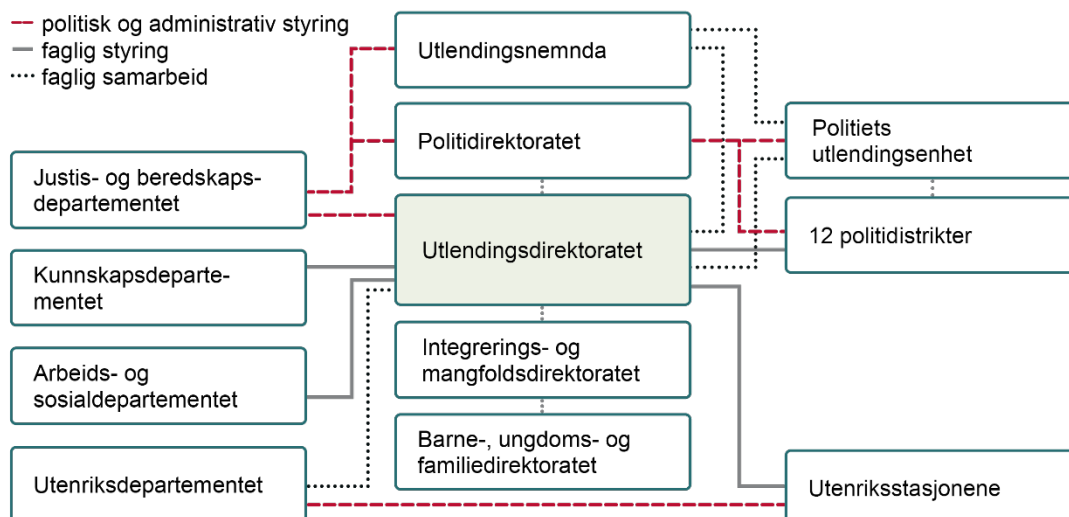 politisk og administrativ styring
faglig styring
faglig samarbeid
Utlendingsnemnda
Politidirektoratet
Politiets
utlendingsenhet
Justis- og beredskaps-
departementet
Utlendingsdirektoratet
12 politidistrikter
Kunnskapsdeparte-
mentet
Integrerings- og
mangfoldsdirektoratet
Arbeids- og
sosialdepartementet
Barne-, ungdoms- og
familiedirektoratet
Utenriksdepartementet
Utenriksstasjonene